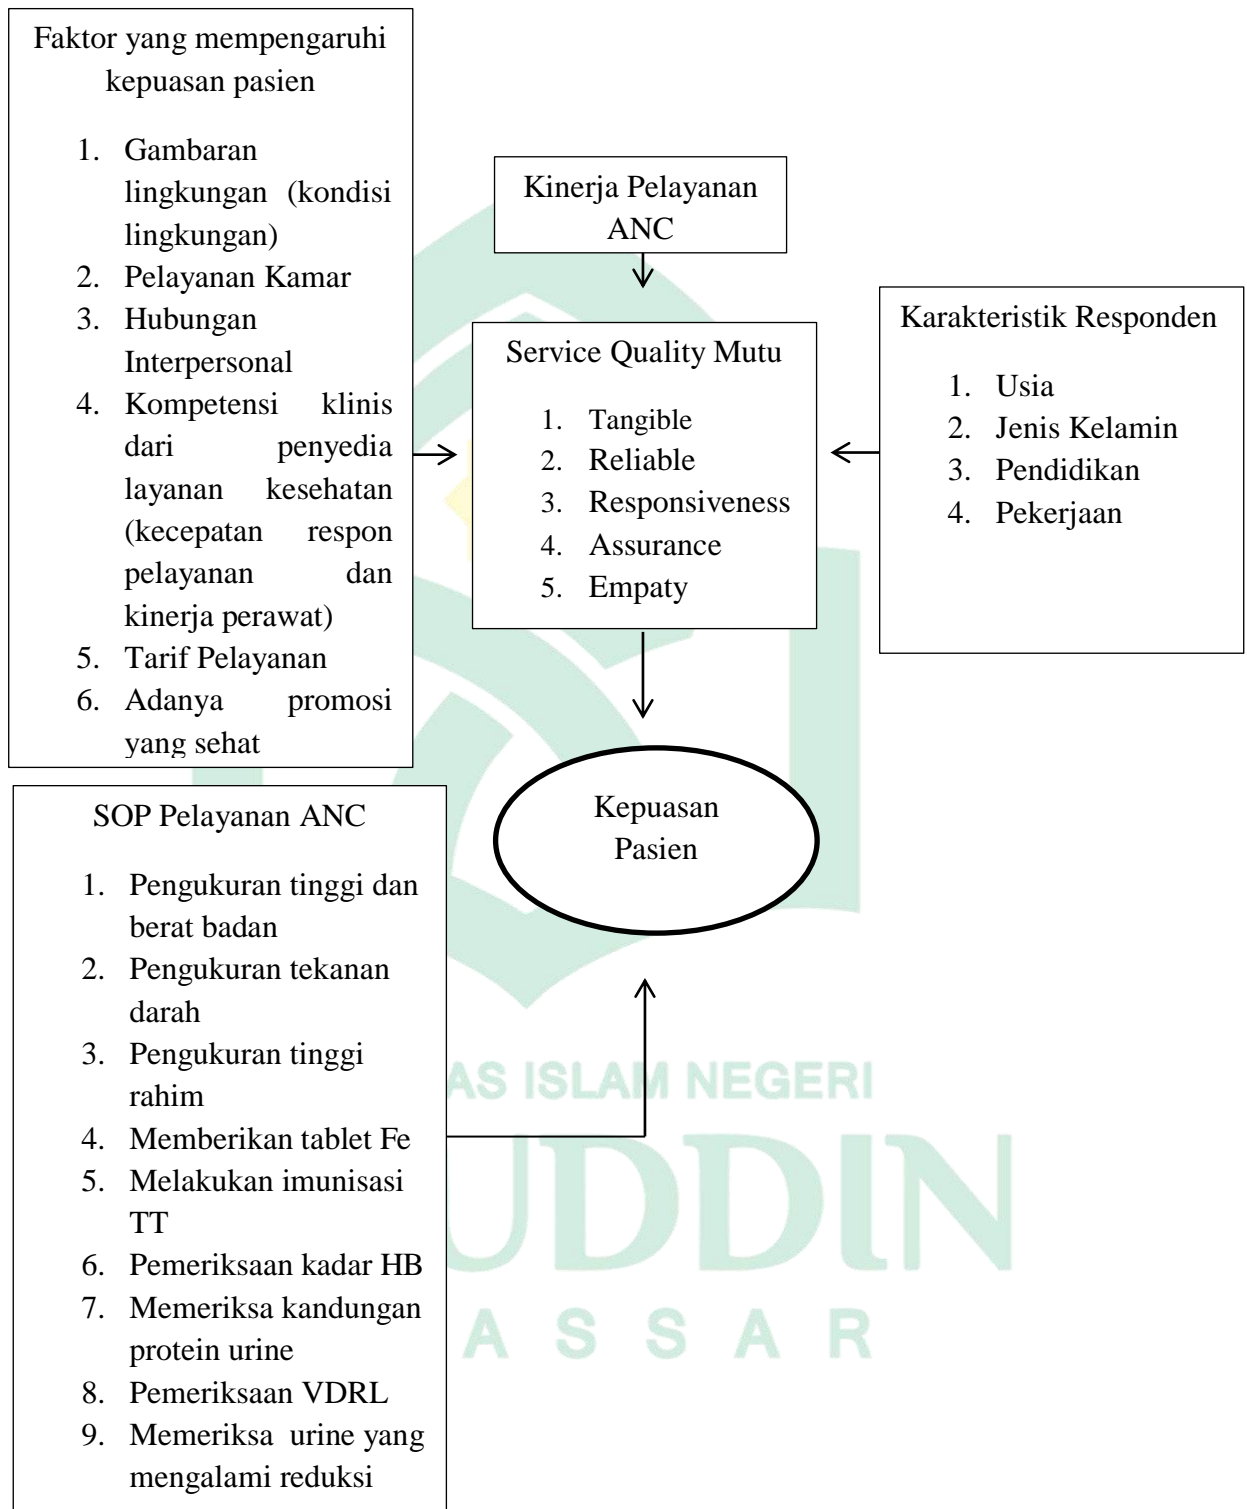 Faktor yang mempengaruhi
kepuasan pasien
1. Gambaran
lingkungan (kondisi
lingkungan)
2. Pelayanan Kamar
3. Hubungan
Interpersonal
4. Kompetensi klinis
dari penyedia
layanan kesehatan
(kecepatan respon
pelayanan dan
kinerja perawat)
5. Tarif Pelayanan
6. Adanya promosi
yang sehat
Kinerja Pelayanan
ANC
Service Quality Mutu
1. Tangible
2. Reliable
3. Responsiveness
4. Assurance
5. Empaty
Karakteristik Responden
1. Usia
2. Jenis Kelamin
3. Pendidikan
4. Pekerjaan
Kepuasan
Pasien
SOP Pelayanan ANC
1. Pengukuran tinggi dan
berat badan
2. Pengukuran tekanan
darah
3. Pengukuran tinggi
rahim
4. Memberikan tablet Fe
5. Melakukan imunisasi
TT
6. Pemeriksaan kadar HB
7. Memeriksa kandungan
protein urine
8. Pemeriksaan VDRL
9. Memeriksa urine yang
mengalami reduksi
AS ISLAM NEGERI
UDDIN
ASSAR